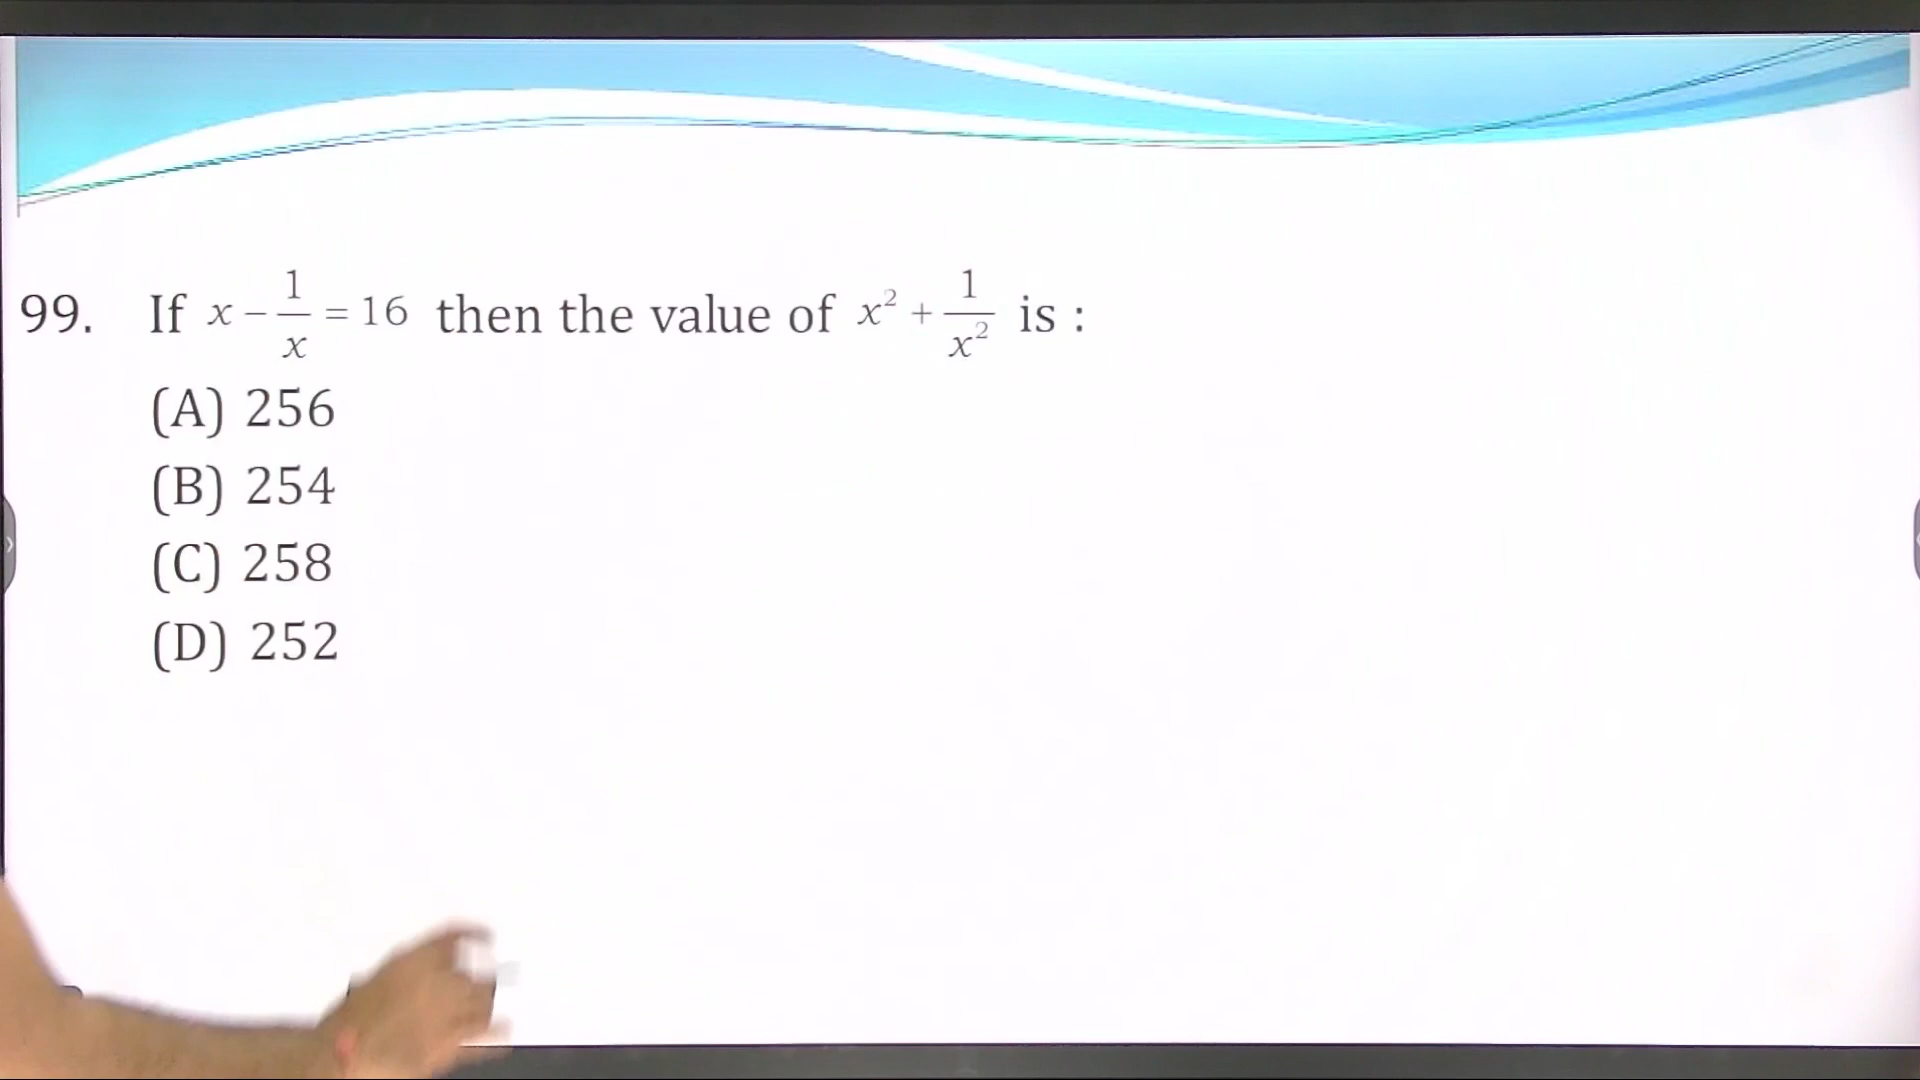 99. If x - 1/x = 16 then the value of x² + 1/x² is :
(A) 256
(B) 254
(C) 258
(D) 252